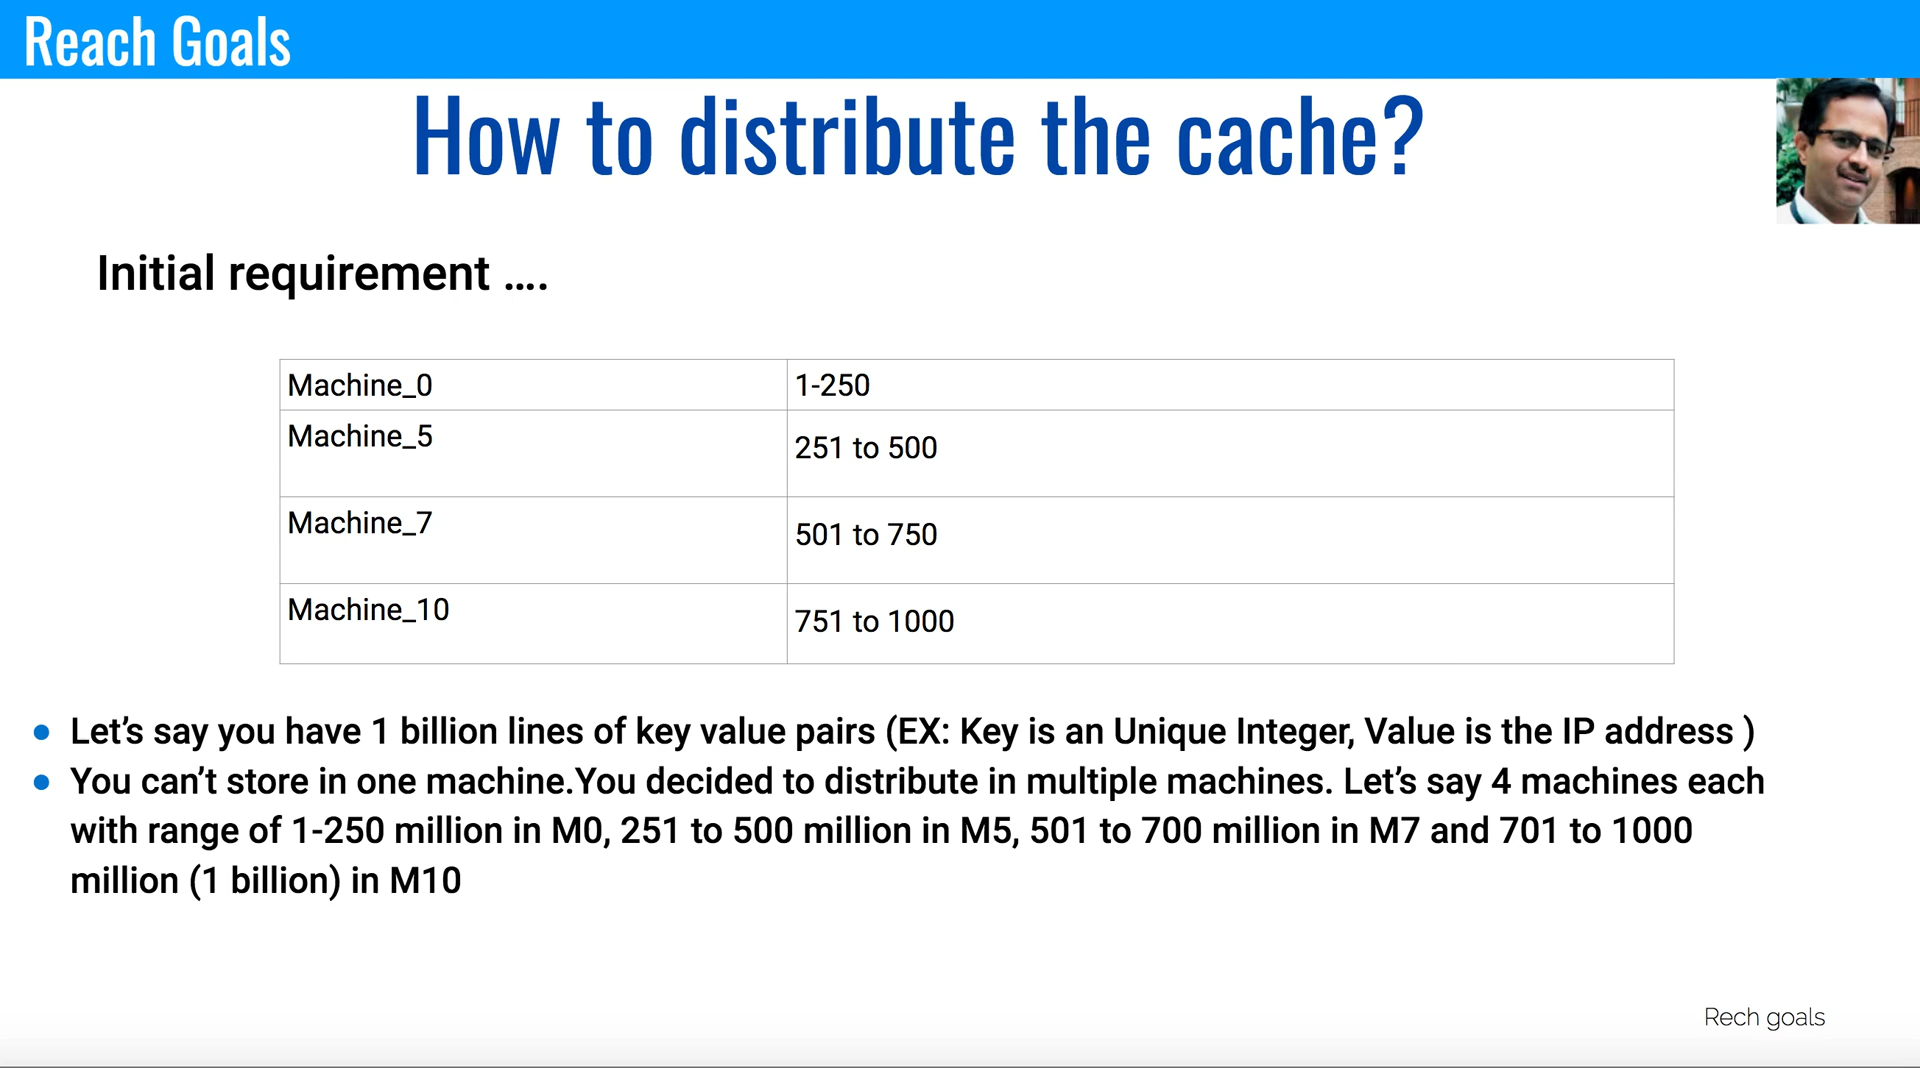 Reach Goals
How to distribute the cache?
Initial requirement ....
Machine_0 1-250
Machine_5 251 to 500
Machine_7 501 to 750
Machine_10 751 to 1000
● Let’s say you have 1 billion lines of key value pairs (EX: Key is an Unique Integer, Value is the IP address )
● You can’t store in one machine.You decided to distribute in multiple machines. Let’s say 4 machines each
with range of 1-250 million in M0, 251 to 500 million in M5, 501 to 700 million in M7 and 701 to 1000
million (1 billion) in M10
Rech goals